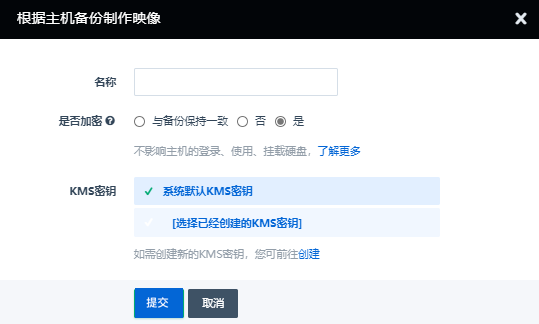 根据主机备份制作映像
名称
是否加密 与备份保持一致 否 是
不影响主机的登录、使用、挂载硬盘，了解更多
KMS密钥 系统默认KMS密钥
[选择已经创建的KMS密钥]
如需创建新的KMS密钥，您可前往创建
提交 取消